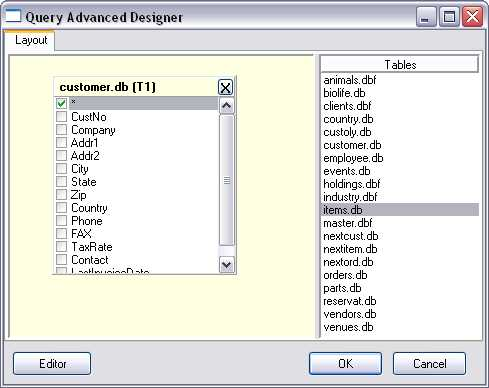 Query Advanced Designer
Layout
customer.db (T1)
*
CustNo
Company
Addr1
Addr2
City
State
Zip
Country
Phone
FAX
TaxRate
Contact
LastInvoiceDate
Tables
animals.dbf
biolife.db
clients.dbf
country.db
custoly.db
customer.db
employee.db
events.db
holdings.dbf
industry.dbf
items.db
master.dbf
nextcust.db
nextitem.db
nextord.db
orders.db
parts.db
reservat.db
vendors.db
venues.db
Editor
OK
Cancel